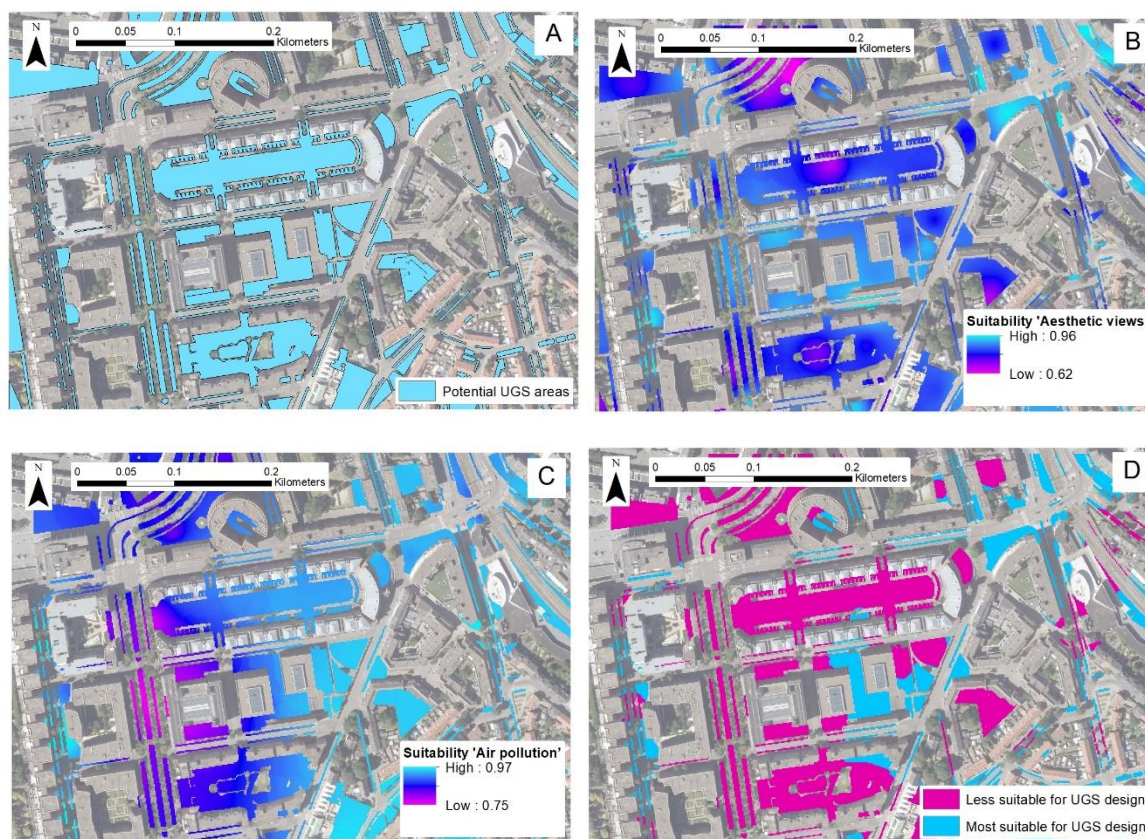 N
0 0.05 0.1 0.2
Kilometers
A
Potential UGS areas
N
0 0.05 0.1 0.2
Kilometers
B
Suitability 'Aesthetic views
High : 0.96
Low : 0.62
N
0 0.05 0.1 0.2
Kilometers
C
Suitability 'Air pollution'
High : 0.97
Low : 0.75
N
0 0.05 0.1 0.2
Kilometers
D
Less suitable for UGS design
Most suitable for UGS design